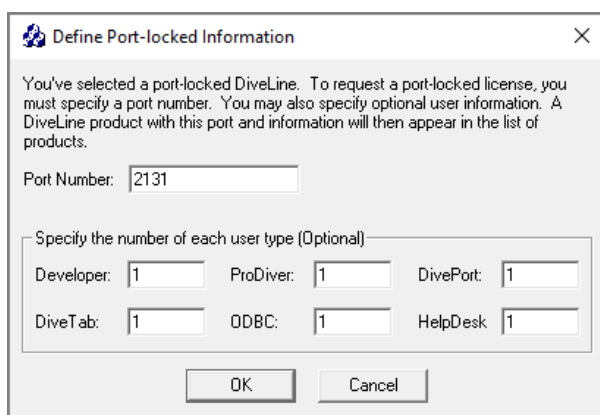 Define Port-locked Information
You've selected a port-locked DiveLine. To request a port-locked license, you
must specify a port number. You may also specify optional user information. A
DiveLine product with this port and information will then appear in the list of
products.
Port Number: 2131
Specify the number of each user type (Optional)
Developer: 1 ProDiver: 1 DivePort: 1
DiveTab: 1 ODBC: 1 HelpDesk 1
OK Cancel